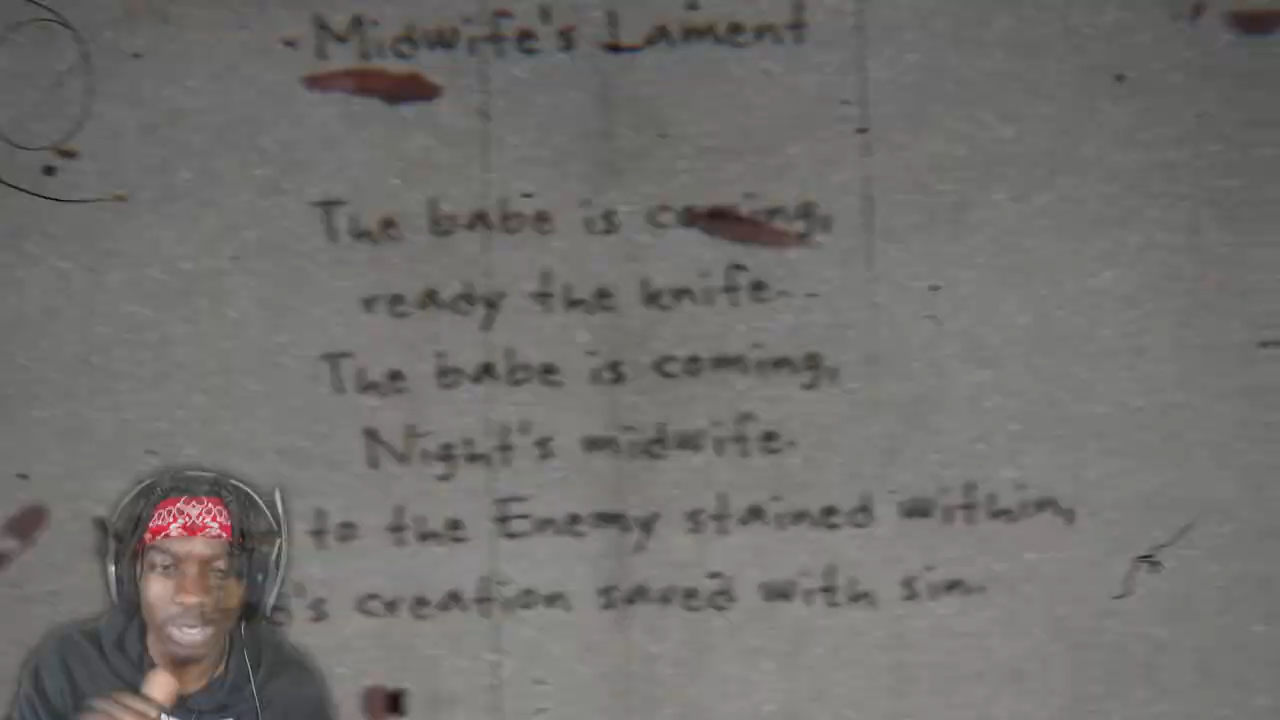 - Midwife's Lament
The babe is coming,
ready the knife...
The babe is coming,
Night's midwife.
to the Enemy stained within,
creation saved with sin.